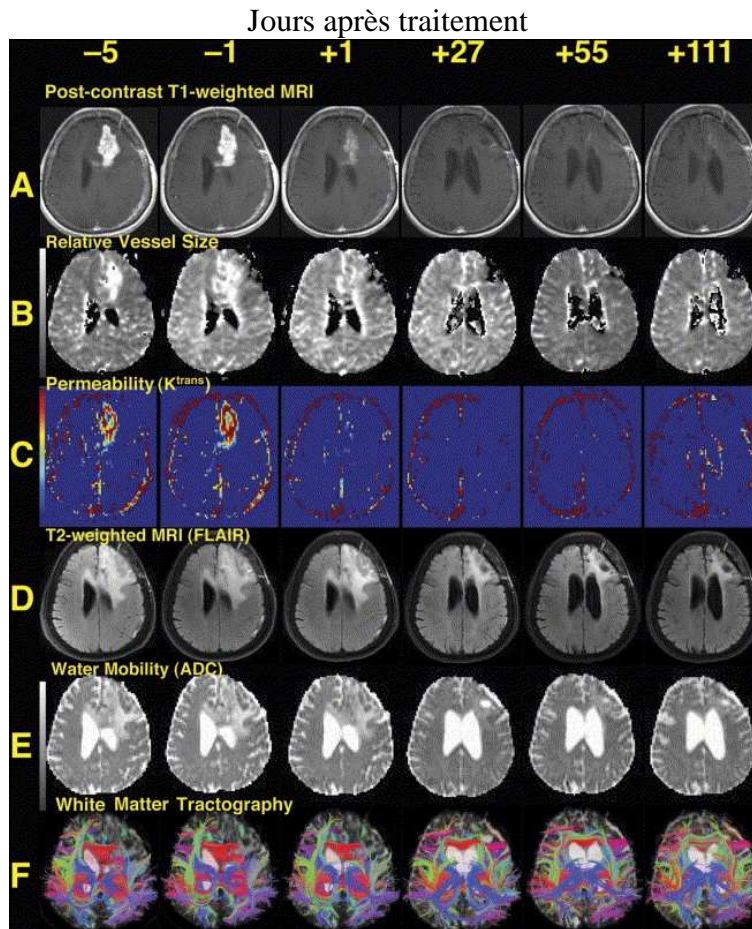 Jours après traitement
–5 –1 +1 +27 +55 +111
Post-contrast T1-weighted MRI
A
Relative Vessel Size
B
Permeability (Ktrans)
C
T2-weighted MRI (FLAIR)
D
Water Mobility (ADC)
E
White Matter Tractography
F